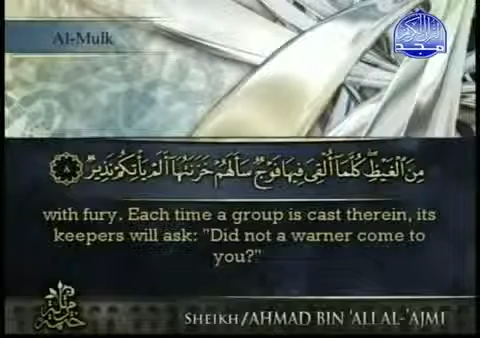 Al-Mulk
مِنَ ٱلْغَيْظِ ۖ كُلَّمَآ أُلْقِىَ فِيهَا فَوْجٌ سَأَلَهُمْ خَزَنَتُهَآ أَلَمْ يَأْتِكُمْ نَذِيرٌ ٨
with fury. Each time a group is cast therein, its
keepers will ask: "Did not a warner come to
you?"
SHEIKH/AHMAD BIN 'ALI AL-'AJMI